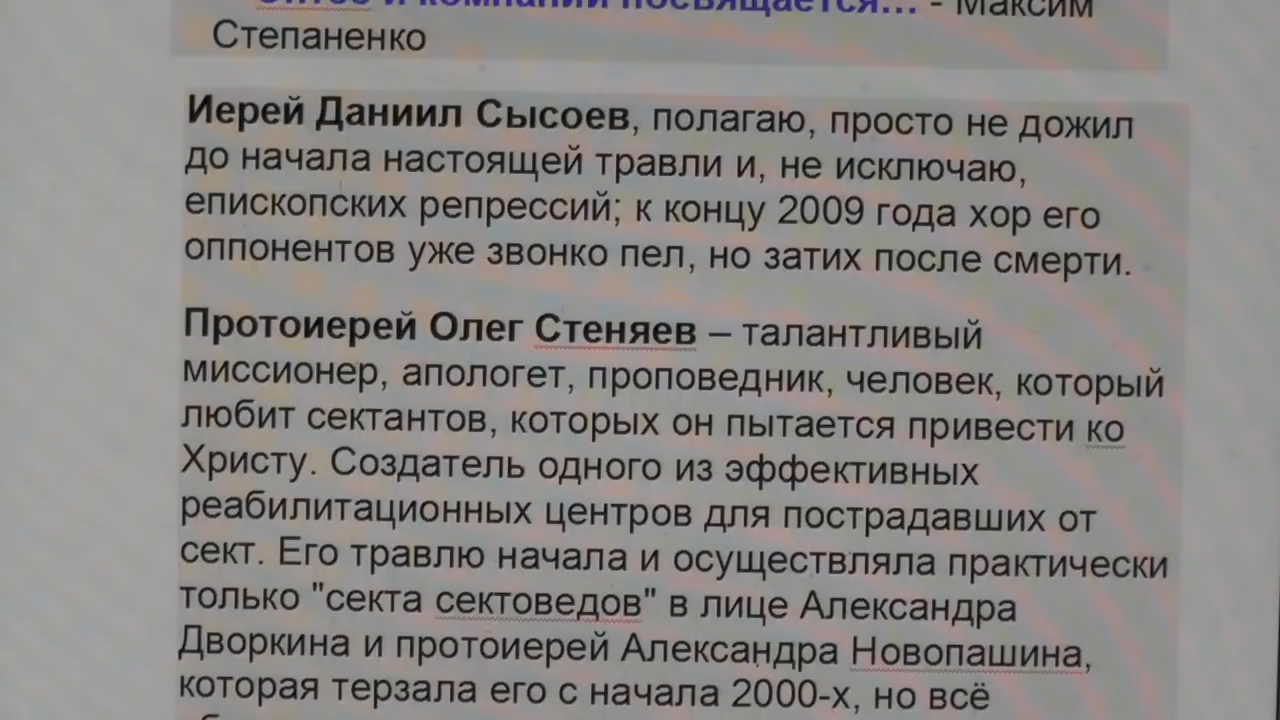 и компании посвящается... - Максим
Степаненко
Иерей Даниил Сысоев, полагаю, просто не дожил
до начала настоящей травли и, не исключаю,
епископских репрессий; к концу 2009 года хор его
оппонентов уже звонко пел, но затих после смерти.
Протоиерей Олег Стеняев – талантливый
миссионер, апологет, проповедник, человек, который
любит сектантов, которых он пытается привести ко
Христу. Создатель одного из эффективных
реабилитационных центров для пострадавших от
сект. Его травлю начала и осуществляла практически
только "секта сектоведов" в лице Александра
Дворкина и протоиерей Александра Новопашина,
которая терзала его с начала 2000-х, но всё